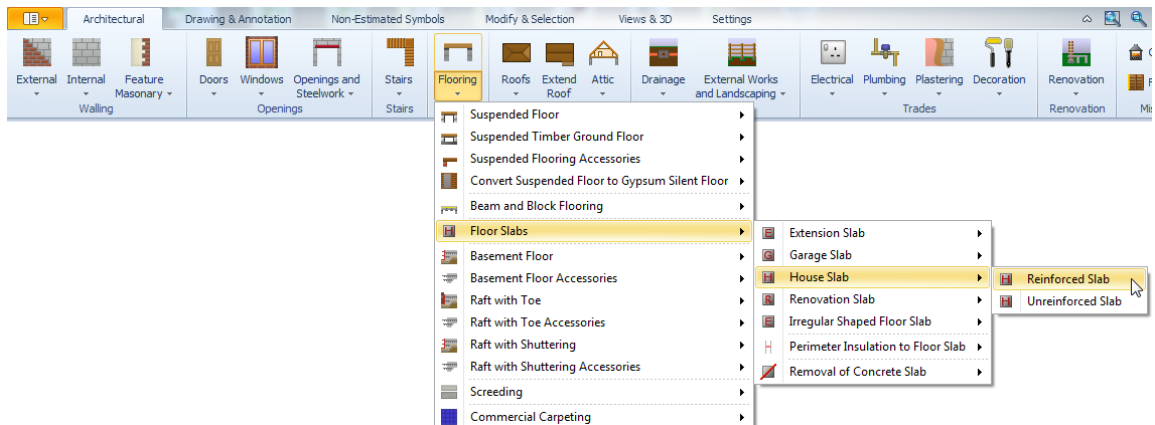 Architectural
Drawing & Annotation
Non-Estimated Symbols
Modify & Selection
Views & 3D
Settings
External
Internal
Feature
Masonary
Doors
Windows
Openings and
Steelwork
Stairs
Flooring
Roofs
Extend
Roof
Attic
Drainage
External Works
and Landscaping
Electrical
Plumbing
Plastering
Decoration
Renovation
Walling
Openings
Stairs
Trades
Renovation
Suspended Floor
Suspended Timber Ground Floor
Suspended Flooring Accessories
Convert Suspended Floor to Gypsum Silent Floor
Beam and Block Flooring
Floor Slabs
Basement Floor
Basement Floor Accessories
Raft with Toe
Raft with Toe Accessories
Raft with Shuttering
Raft with Shuttering Accessories
Screeding
Commercial Carpeting
Extension Slab
Garage Slab
House Slab
Renovation Slab
Irregular Shaped Floor Slab
Perimeter Insulation to Floor Slab
Removal of Concrete Slab
Reinforced Slab
Unreinforced Slab